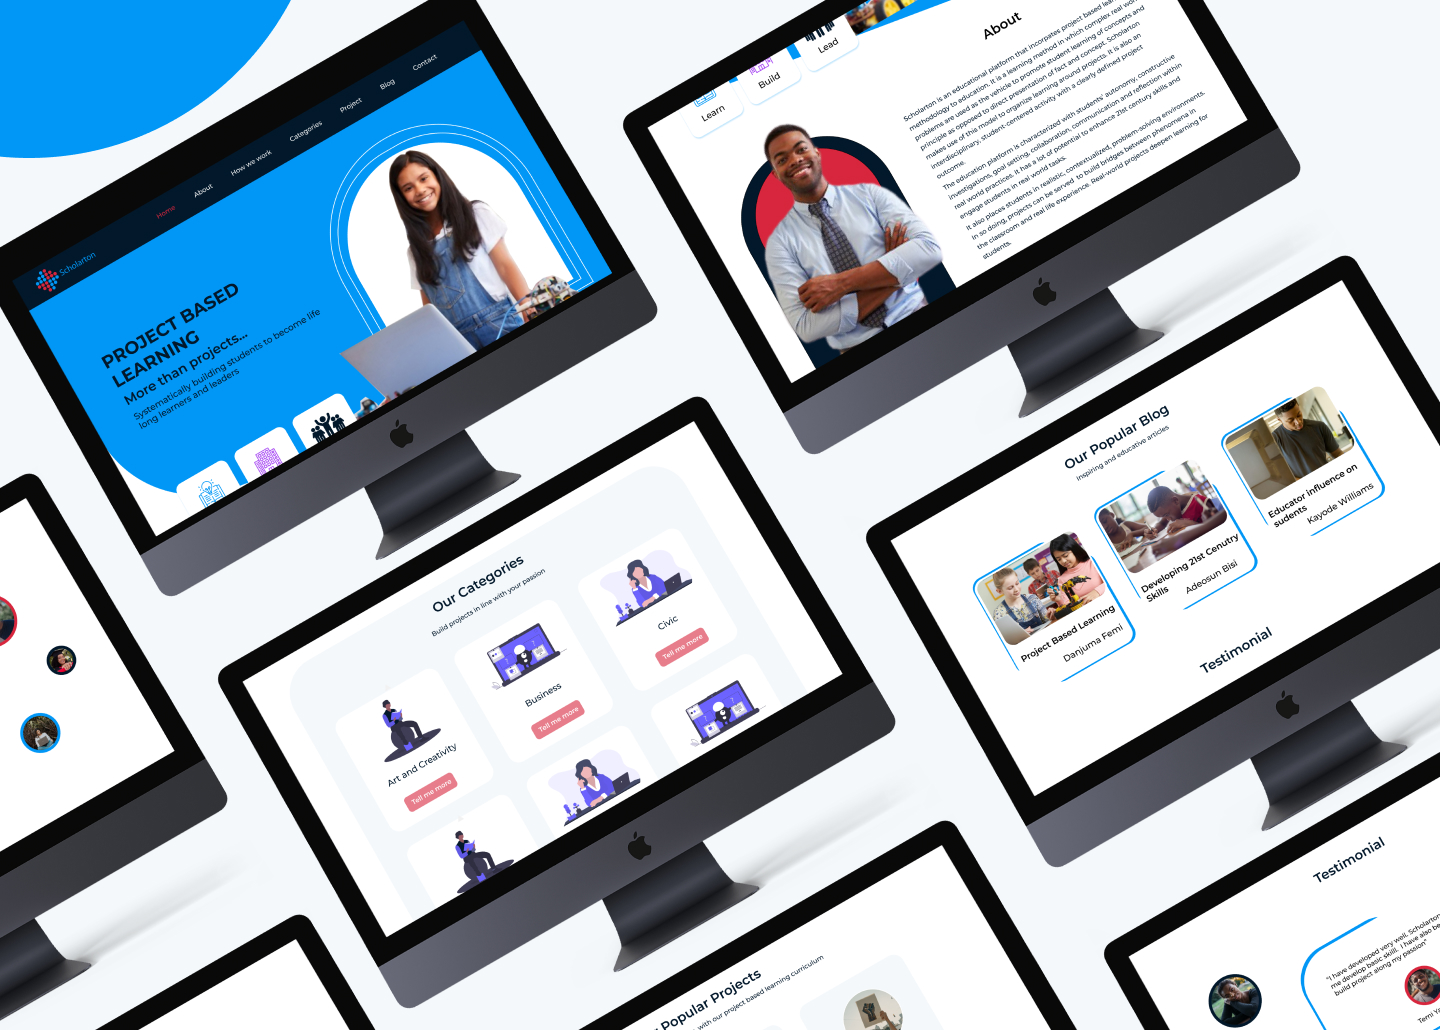 Scholarton
Home
About
How we work
Categories
Project
Blog
Contact
PROJECT BASED
LEARNING
More than projects...
Systematically building students to become life
long learners and leaders
Learn
Build
Lead
About
Scholarton is an educational platform that incorpates project based
methodology to education. It is a learning method in which complex real
problems are used as the vehicle to promote student learning of concepts and
principle as opposed to direct presentation of fact and concept. Scholarton
makes use of this model to organize learning around projects. It is also an
interdisciplinary, student-centered activity with a clearly defined project
outcome.
The education platform is characterized with students' autonomy, constructive
investigations, goal setting, collaboration, communication and reflection within
real world practices. It has a lot of potential to enhance 21st century skills and
engage students in real world tasks.
It also places students in realistic, contextualized, problem-solving environments.
In so doing, projects can be served to build bridges between phenomena in
the classroom and real life experience. Real-world projects deepen learning for
students.
Our Categories
Build projects in line with your passion
Art and Creativity
Tell me more
Business
Tell me more
Civic
Tell me more
Our Popular Blog
Inspiring and educative articles
Project Based Learning
Danjuma Femi
Developing 21st Cenutry
Skills
Adeosun Bisi
Educator influence on
sudents
Kayode Williams
Testimonial
Popular Projects
with our project based learning curriculum
Testimonial
"I have developed very well. Scholarton
me develop basic skill. I have also
build project along my passion"
Temi